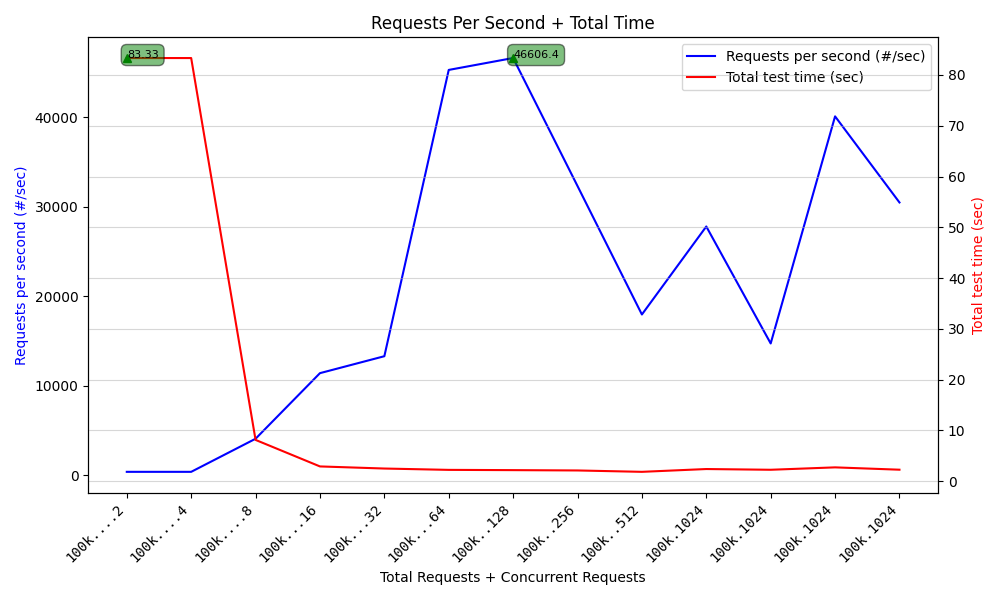 Requests Per Second + Total Time
83.33
46606.4
Requests per second (#/sec)
Total test time (sec)
40000
30000
20000
10000
0
Requests per second (#/sec)
80
70
60
50
40
30
20
10
0
Total test time (sec)
100k....2
100k....4
100k....8
100k...16
100k...32
100k...64
100k..128
100k..256
100k..512
100k.1024
100k.1024
100k.1024
100k.1024
Total Requests + Concurrent Requests